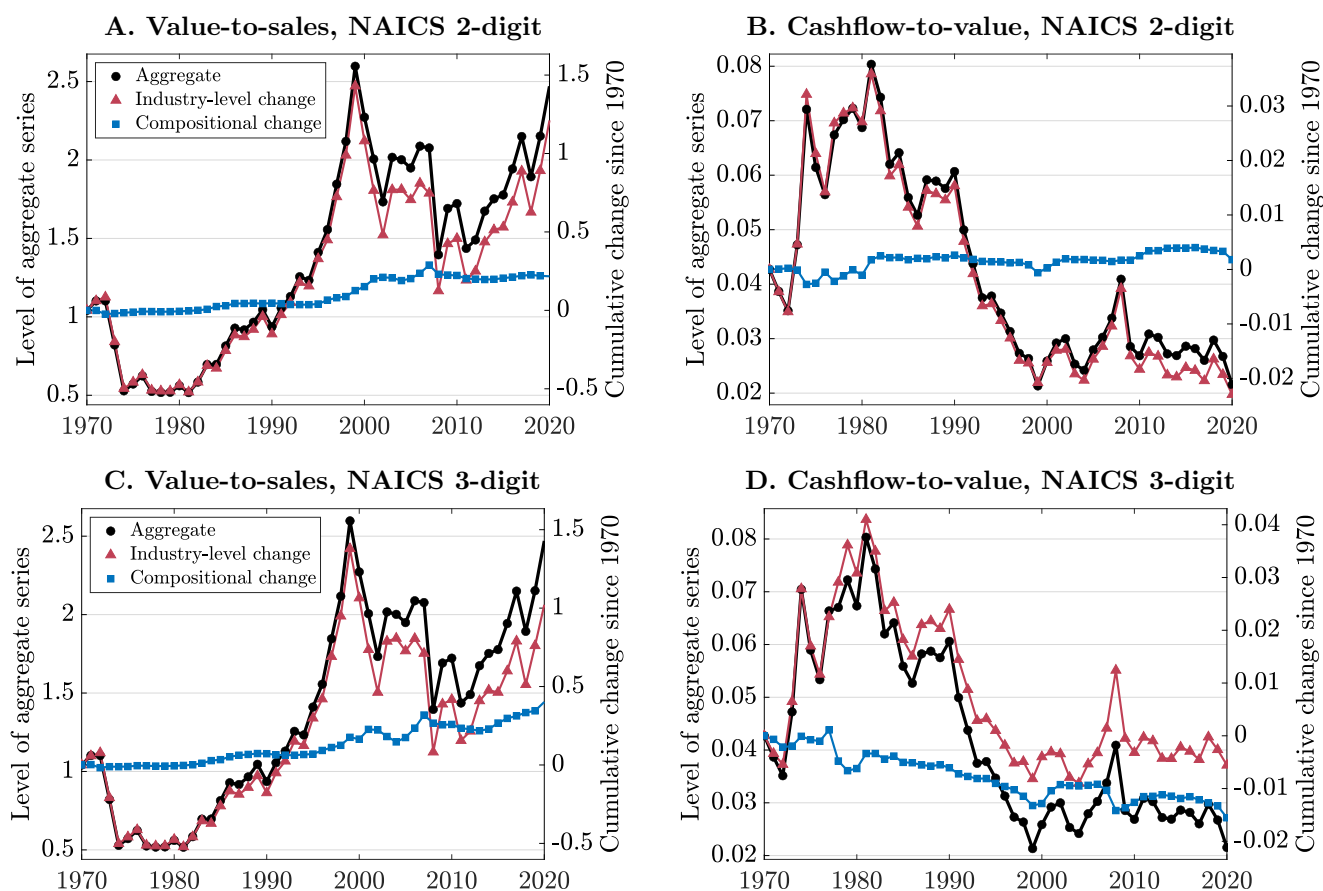 A. Value-to-sales, NAICS 2-digit
Level of aggregate series
2.5
2
1.5
1
0.5
Aggregate
Industry-level change
Compositional change
1.5
1
0.5
0
-0.5
Cumulative change since 1970
1970 1980 1990 2000 2010 2020
B. Cashflow-to-value, NAICS 2-digit
Level of aggregate series
0.08
0.07
0.06
0.05
0.04
0.03
0.02
0.03
0.02
0.01
0
-0.01
-0.02
Cumulative change since 1970
1970 1980 1990 2000 2010 2020
C. Value-to-sales, NAICS 3-digit
Level of aggregate series
2.5
2
1.5
1
0.5
Aggregate
Industry-level change
Compositional change
1.5
1
0.5
0
-0.5
Cumulative change since 1970
1970 1980 1990 2000 2010 2020
D. Cashflow-to-value, NAICS 3-digit
Level of aggregate series
0.08
0.07
0.06
0.05
0.04
0.03
0.02
0.04
0.03
0.02
0.01
0
-0.01
-0.02
Cumulative change since 1970
1970 1980 1990 2000 2010 2020